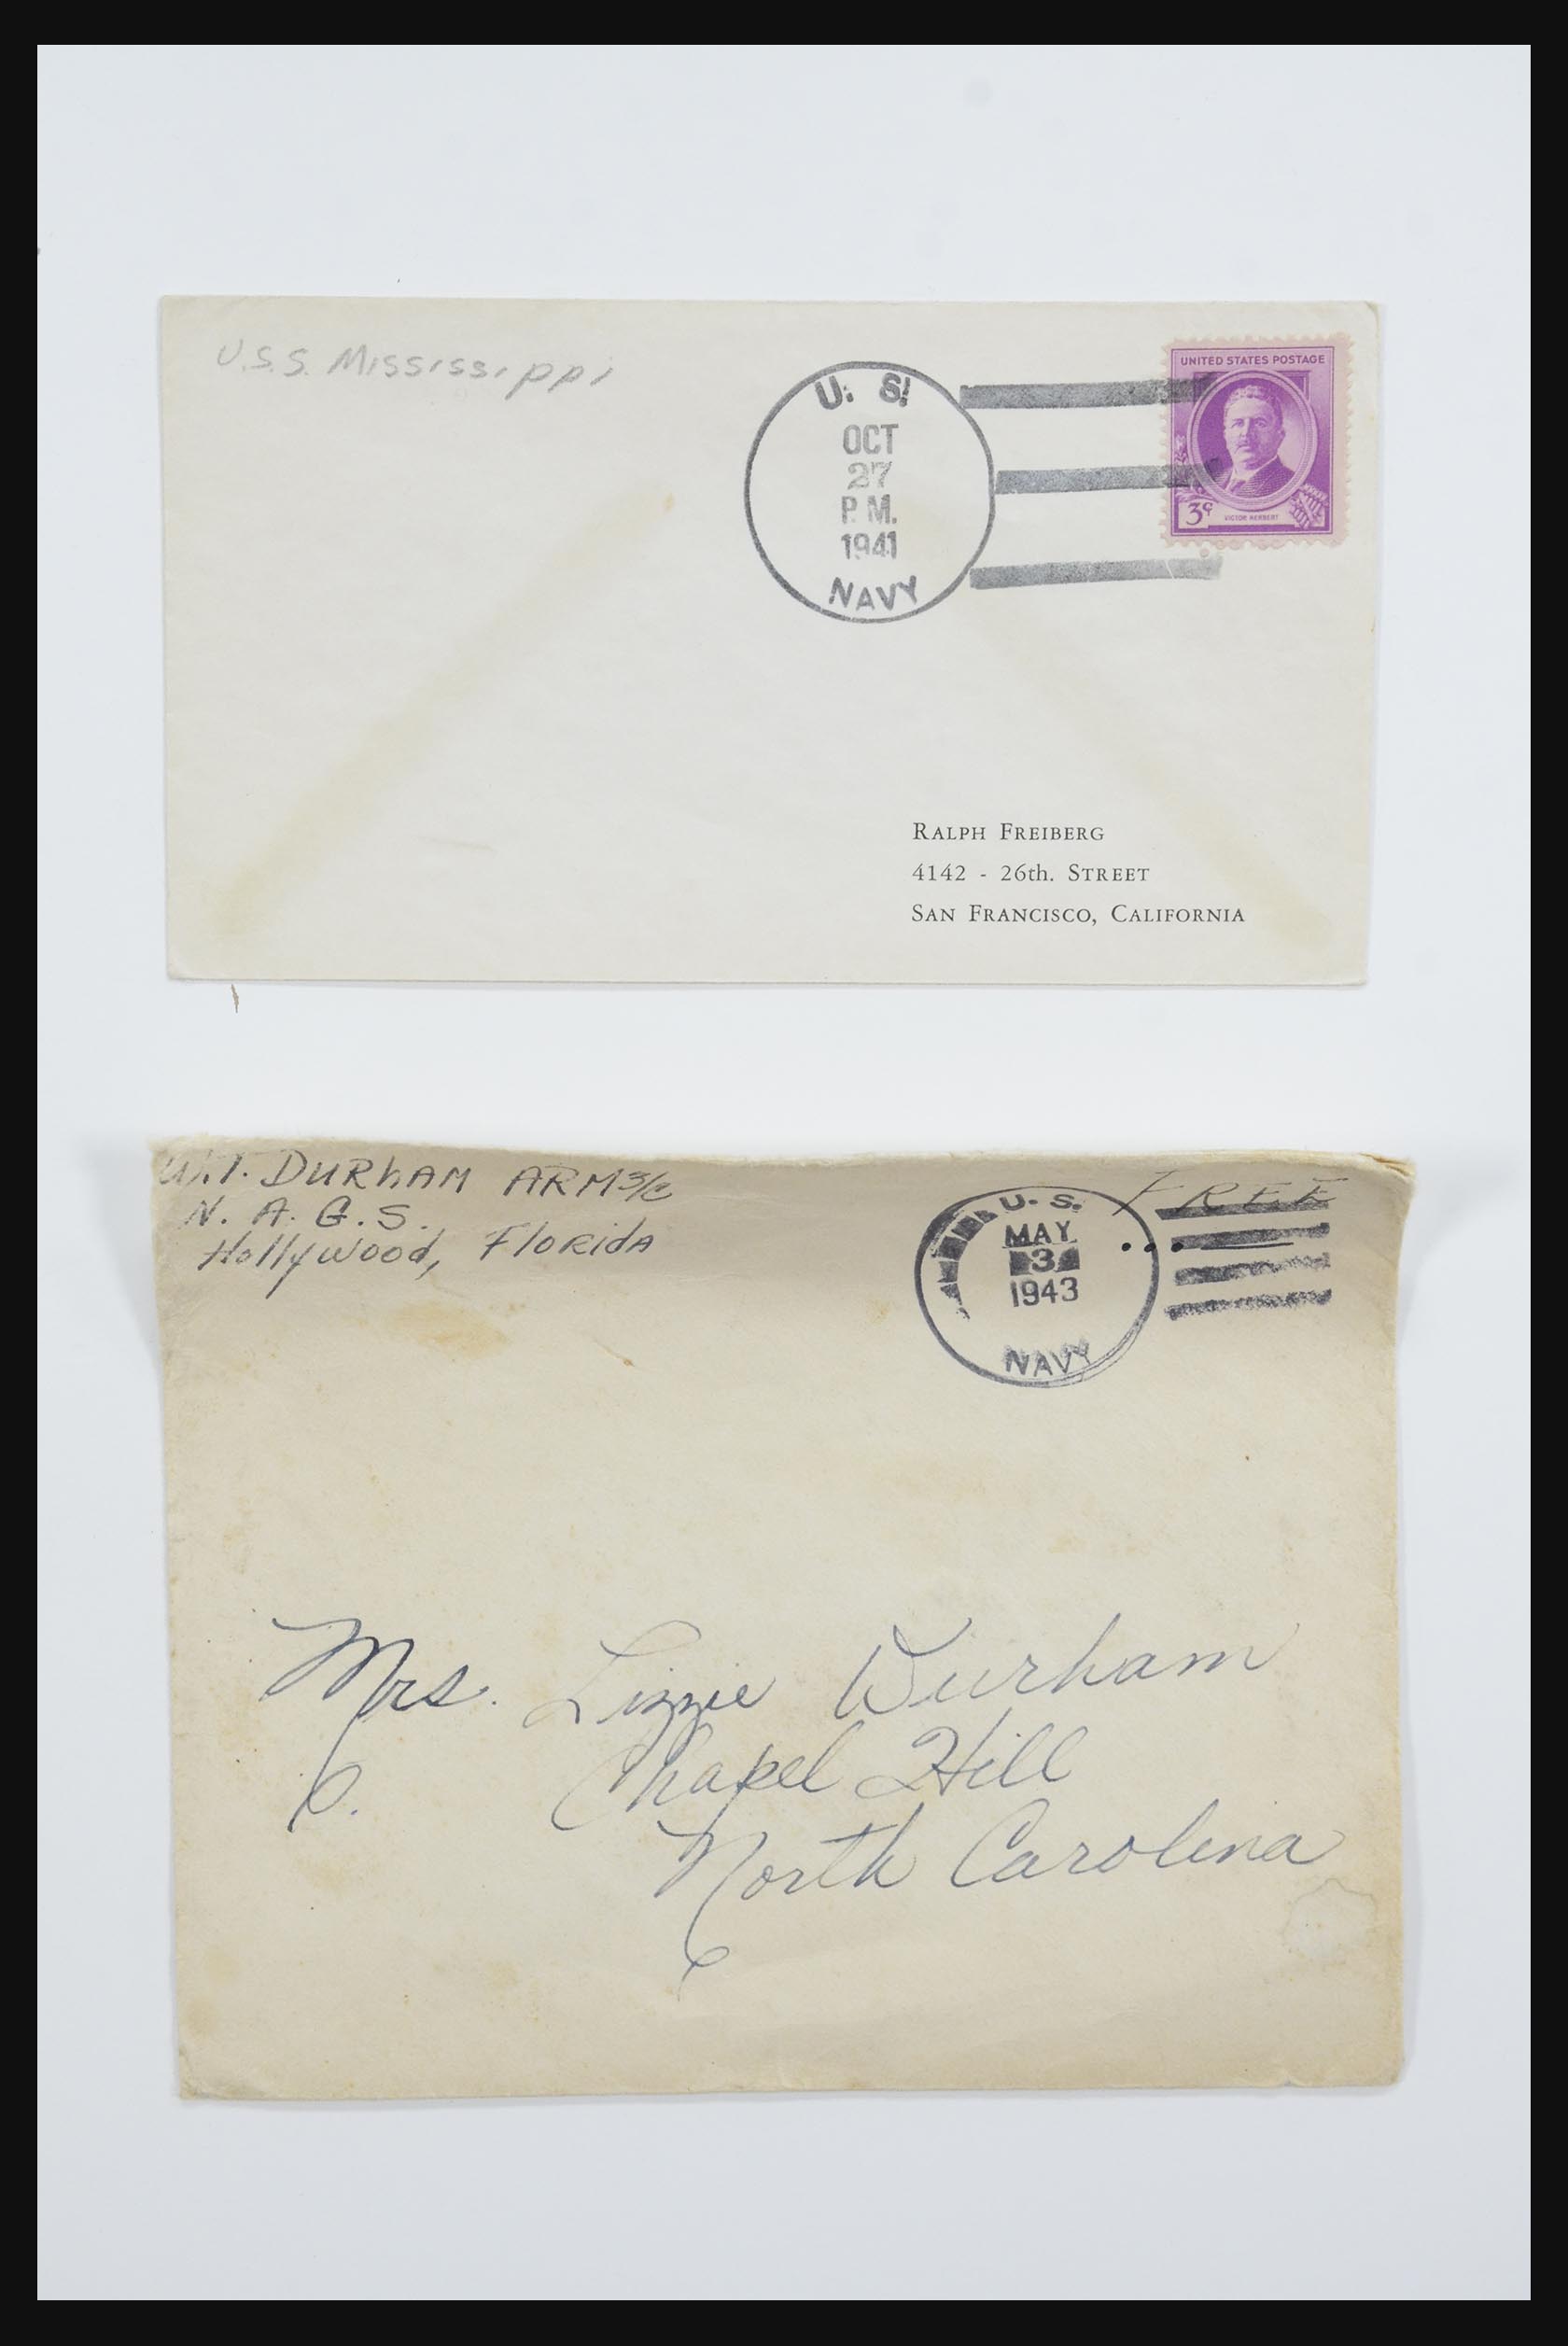 U.S.S. Mississippi
U. S.
OCT
27
P.M.
1941
NAVY
UNITED STATES POSTAGE
3¢ VICTOR HERBERT
RALPH FREIBERG
4142 - 26th. STREET
SAN FRANCISCO, CALIFORNIA
W.T. DURHAM ARM3/c
N. A. G. S.
Hollywood, Florida
FREE
U. S.
MAY
3
1943
NAVY
Mrs. Lizzie Durham
Chapel Hill
North Carolina